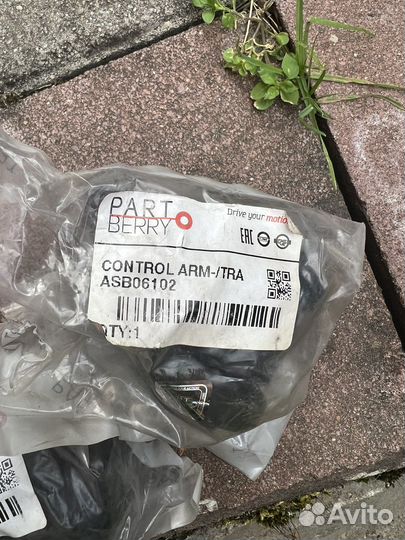 PART
BERRY
Drive your motio
EAC
CONTROL ARM-/TRA
ASB06102
QTY:1
Avito